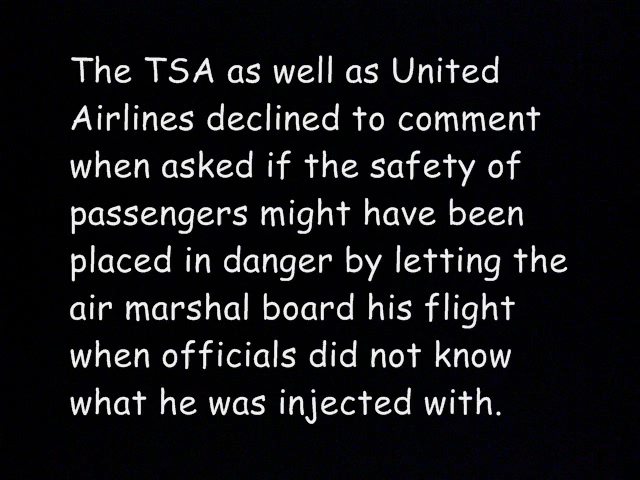 The TSA as well as United
Airlines declined to comment
when asked if the safety of
passengers might have been
placed in danger by letting the
air marshal board his flight
when officials did not know
what he was injected with.